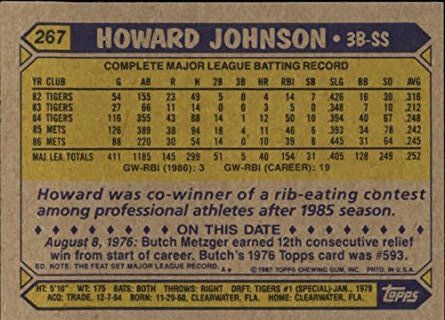 267 HOWARD JOHNSON • 3B-SS
COMPLETE MAJOR LEAGUE BATTING RECORD
YR CLUB G AB R H 2B 3B HR RBI SB SLG BB SO AVG
82 TIGERS 54 155 23 49 5 0 4 14 7 .426 16 30 .316
83 TIGERS 27 66 11 14 0 0 3 5 0 .348 7 10 .212
84 TIGERS 116 355 43 88 14 1 12 50 10 .394 40 67 .248
85 METS 126 389 38 94 18 4 11 46 6 .393 34 78 .242
86 METS 88 220 30 54 14 0 10 39 8 .445 31 64 .245
MAJ. LEA. TOTALS 411 1185 145 299 51 5 40 154 31 .405 128 249 .252
GW-RBI (1986): 3 GW-RBI (CAREER): 19
Howard was co-winner of a rib-eating contest
among professional athletes after 1985 season.
ON THIS DATE
August 8, 1976: Butch Metzger earned 12th consecutive relief
win from start of career. Butch's 1976 Topps card was #593.
ED. NOTE: THE FEAT SET MAJOR LEAGUE RECORD. A* © 1987 TOPPS CHEWING GUM, INC. PRTD. IN U.S.A.
HT: 5'10" WT: 175 BATS: BOTH THROWS: RIGHT DRFT: TIGERS #1 (SPECIAL)-JAN., 1979
ACQ: TRADE, 12-7-84 BORN: 11-29-60, CLEARWATER, FLA. HOME: CLEARWATER, FLA.
topps